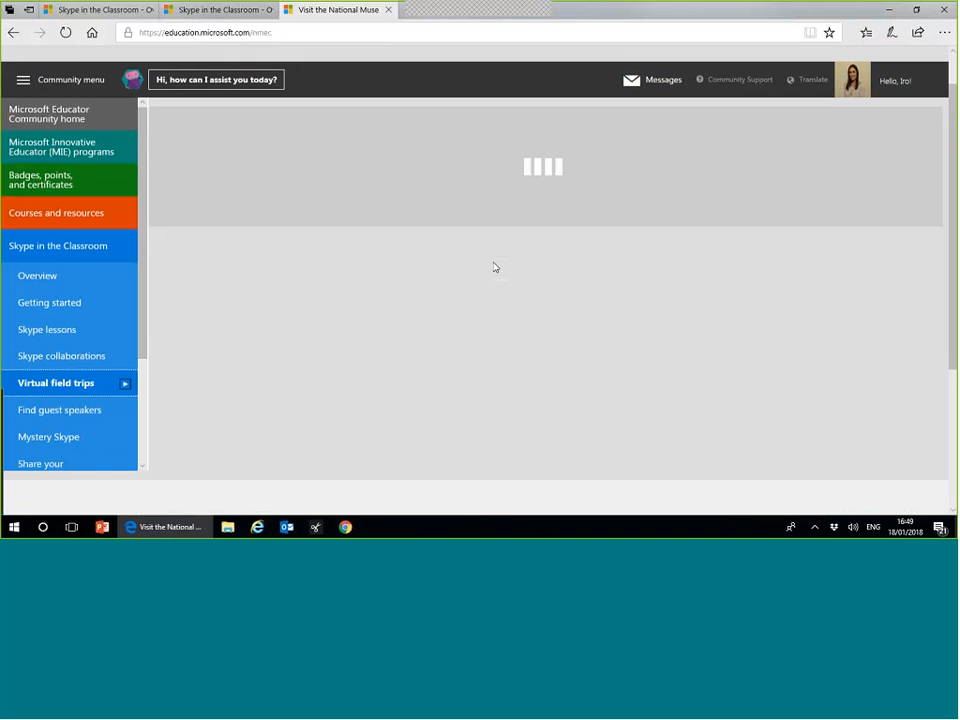 Skype in the Classroom - Ov
Skype in the Classroom - O
Visit the National Muse
https://education.microsoft.com/nmec
Community menu
Hi, how can I assist you today?
Messages
Community Support
Translate
Hello, Iro!
Microsoft Educator
Community home
Microsoft Innovative
Educator (MIE) programs
Badges, points,
and certificates
Courses and resources
Skype in the Classroom
Overview
Getting started
Skype lessons
Skype collaborations
Virtual field trips
Find guest speakers
Mystery Skype
Share your
Visit the National ...
ENG
16:49
18/01/2018
21